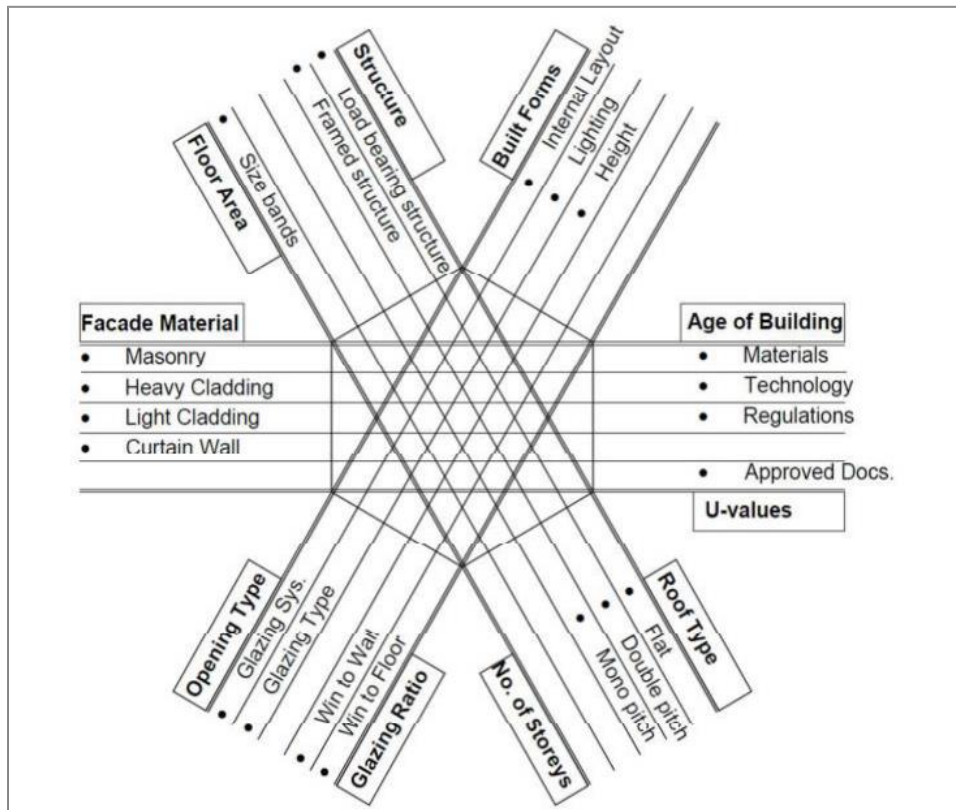 Structure
Load bearing structure
Framed structure
Floor Area
Size bands
Built Forms
Internal Layout
Lighting
Height
Facade Material
Masonry
Heavy Cladding
Light Cladding
Curtain Wall
Age of Building
Materials
Technology
Regulations
Approved Docs.
U-values
Opening Type
Glazing Sys.
Glazing Type
Win to Wall
Win to Floor
Glazing Ratio
No. of Storeys
Roof Type
Flat
Double pitch
Mono pitch